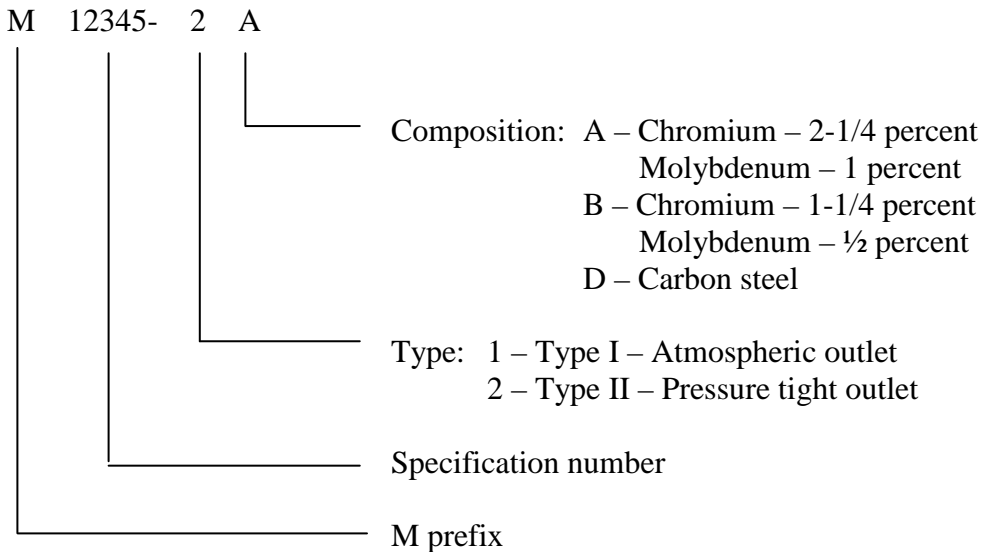 M 12345- 2 A
Composition: A – Chromium – 2-1/4 percent
Molybdenum – 1 percent
B – Chromium – 1-1/4 percent
Molybdenum – ½ percent
D – Carbon steel
Type: 1 – Type I – Atmospheric outlet
2 – Type II – Pressure tight outlet
Specification number
M prefix